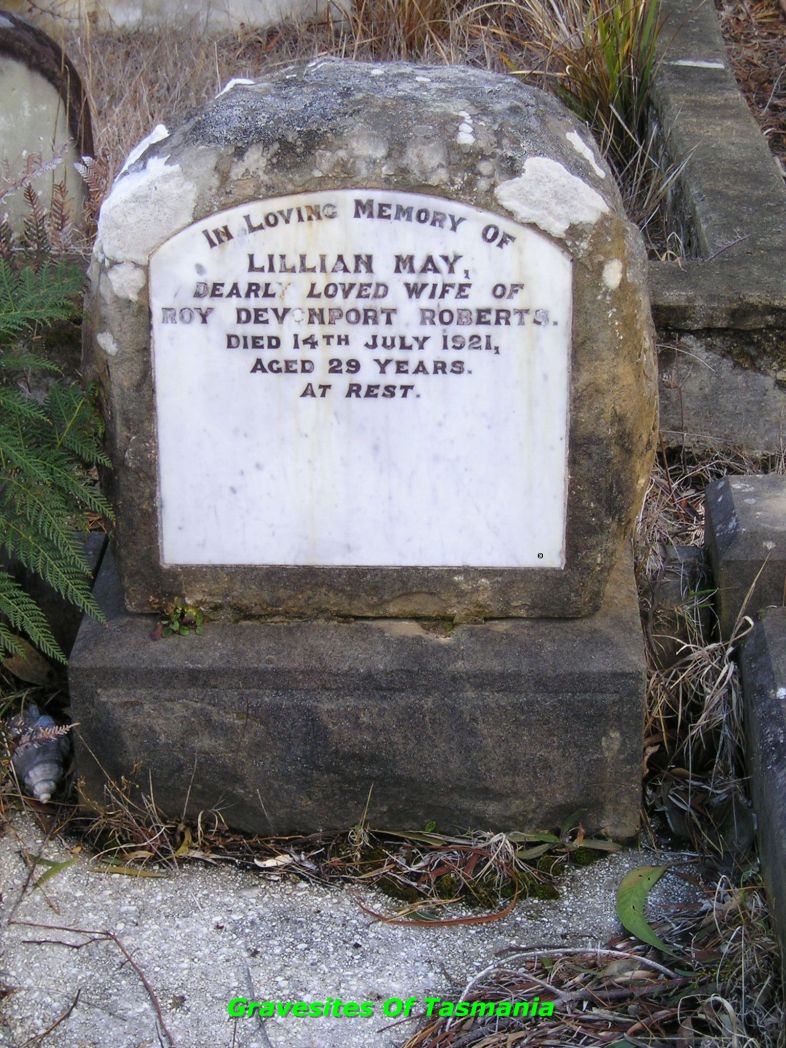 In Loving Memory Of
LILLIAN MAY,
DEARLY LOVED WIFE OF
ROY DEVONPORT ROBERTS.
DIED 14TH JULY 1921,
AGED 29 YEARS.
AT REST.
Gravesites Of Tasmania